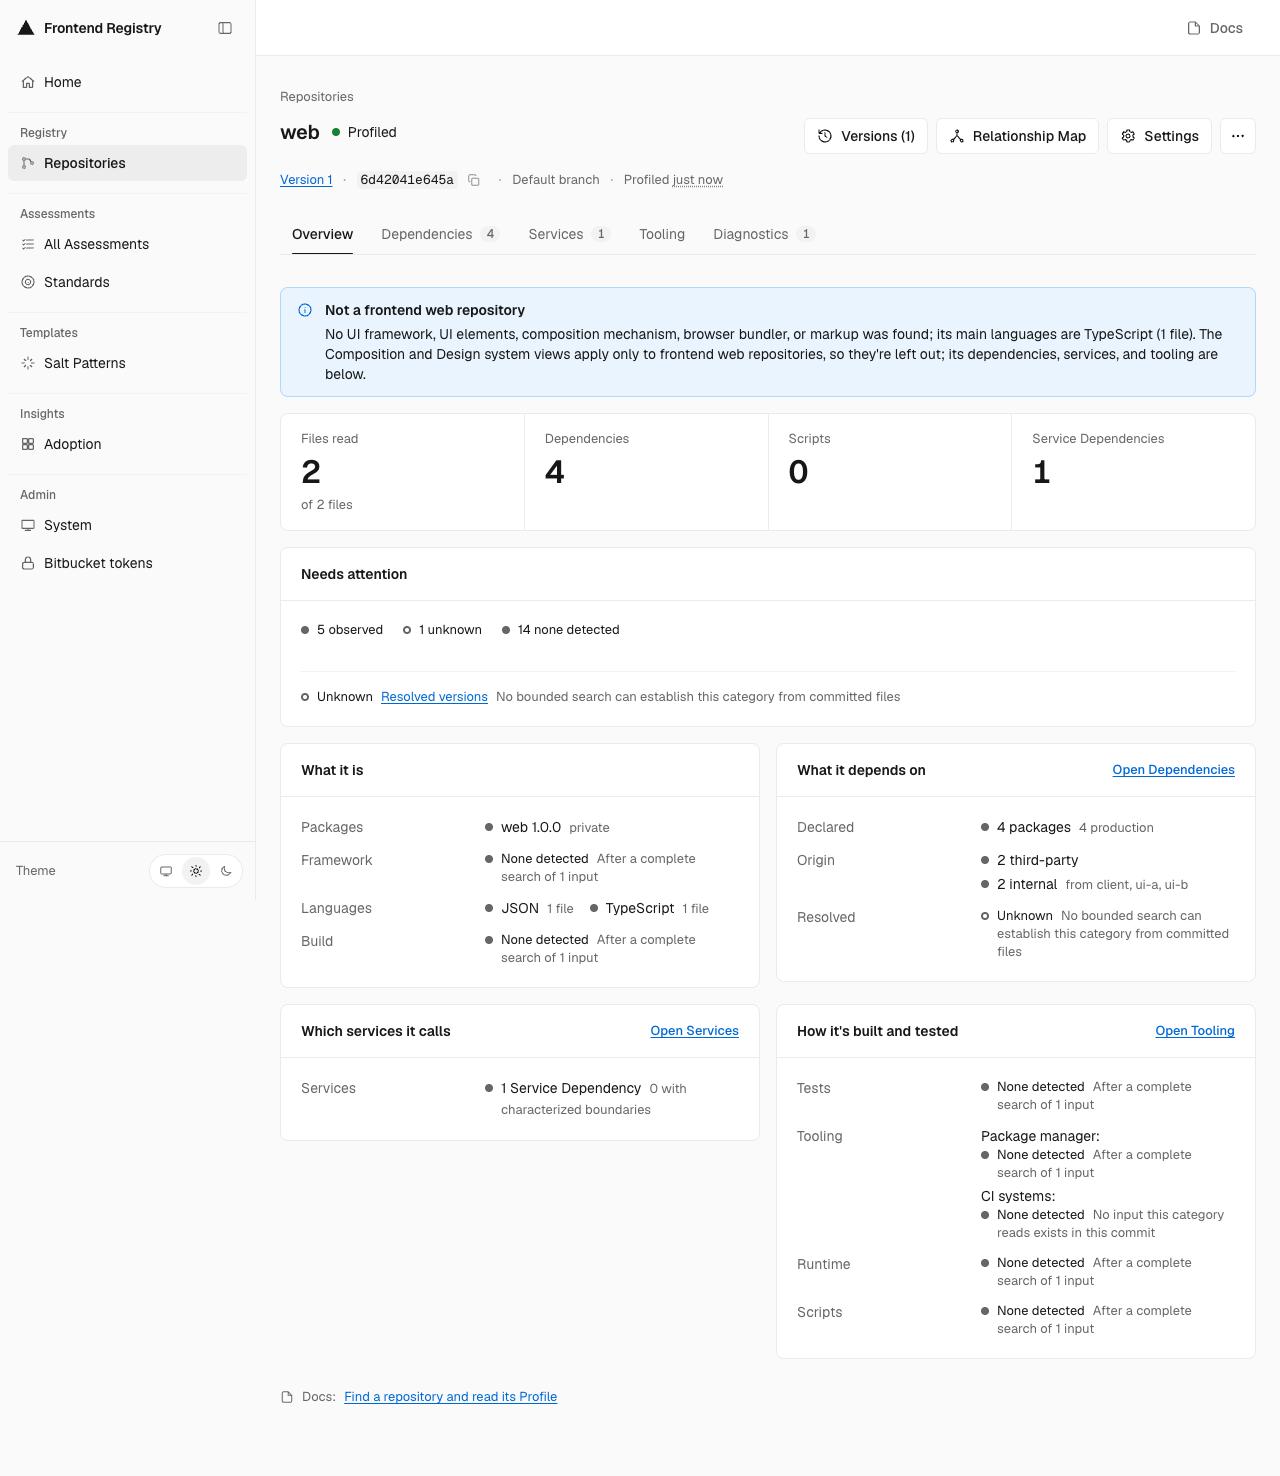 Frontend Registry
Docs
Home
Registry
Repositories
Assessments
All Assessments
Standards
Templates
Salt Patterns
Insights
Adoption
Admin
System
Bitbucket tokens
Theme
Repositories
web Profiled
Versions (1) Relationship Map Settings
Version 1 · 6d42041e645a · Default branch · Profiled just now
Overview Dependencies 4 Services 1 Tooling Diagnostics 1
Not a frontend web repository
No UI framework, UI elements, composition mechanism, browser bundler, or markup was found; its main languages are TypeScript (1 file). The
Composition and Design system views apply only to frontend web repositories, so they're left out; its dependencies, services, and tooling are
below.
Files read
2
of 2 files
Dependencies
4
Scripts
0
Service Dependencies
1
Needs attention
5 observed 1 unknown 14 none detected
Unknown Resolved versions No bounded search can establish this category from committed files
What it is
Packages web 1.0.0 private
Framework None detected After a complete
search of 1 input
Languages JSON 1 file TypeScript 1 file
Build None detected After a complete
search of 1 input
What it depends on Open Dependencies
Declared 4 packages 4 production
Origin 2 third-party
2 internal from client, ui-a, ui-b
Resolved Unknown No bounded search can
establish this category from committed
files
Which services it calls Open Services
Services 1 Service Dependency 0 with
characterized boundaries
How it's built and tested Open Tooling
Tests None detected After a complete
search of 1 input
Tooling Package manager:
None detected After a complete
search of 1 input
CI systems:
None detected No input this category
reads exists in this commit
Runtime None detected After a complete
search of 1 input
Scripts None detected After a complete
search of 1 input
Docs: Find a repository and read its Profile